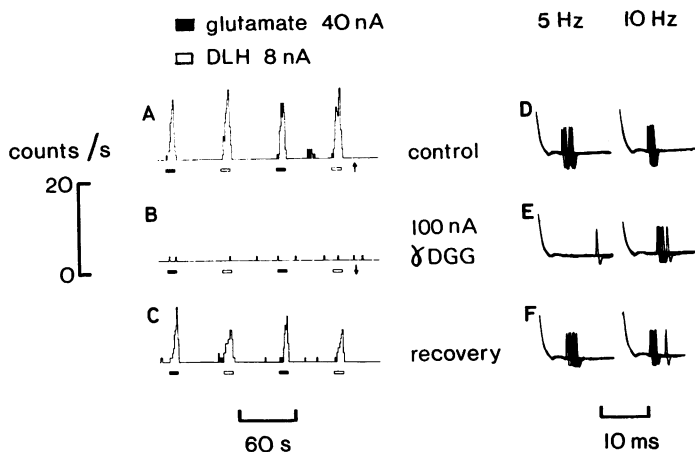 glutamate 40 nA
DLH 8 nA
5 Hz 10 Hz
A
D
counts /s
control
20
0
B
E
100 nA
γDGG
C
F
recovery
60 s
10 ms